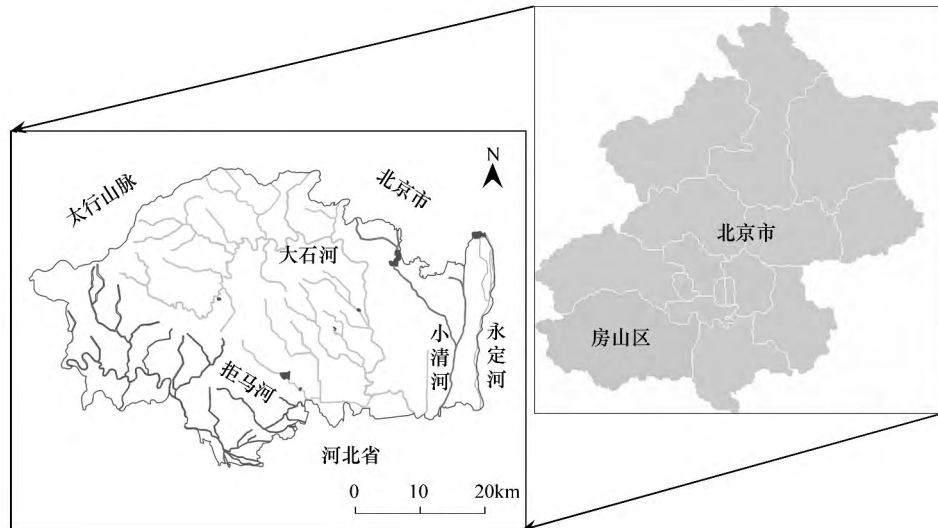 太行山脉
北京市
N
大石河
小清河
永定河
拒马河
河北省
0 10 20km
北京市
房山区